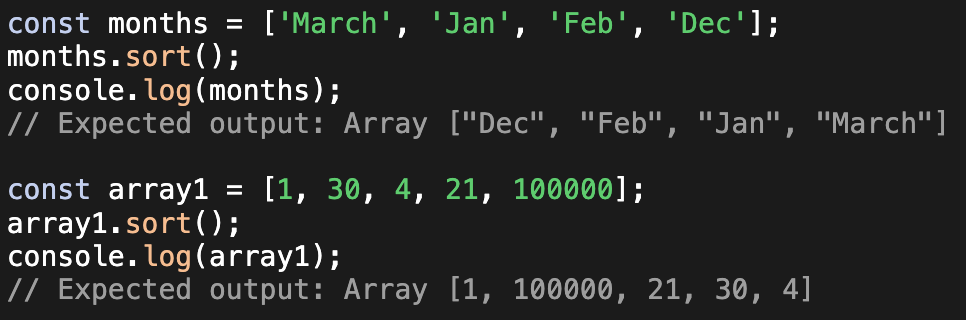 const months = ['March', 'Jan', 'Feb', 'Dec'];
months.sort();
console.log(months);
// Expected output: Array ["Dec", "Feb", "Jan", "March"]

const array1 = [1, 30, 4, 21, 100000];
array1.sort();
console.log(array1);
// Expected output: Array [1, 100000, 21, 30, 4]